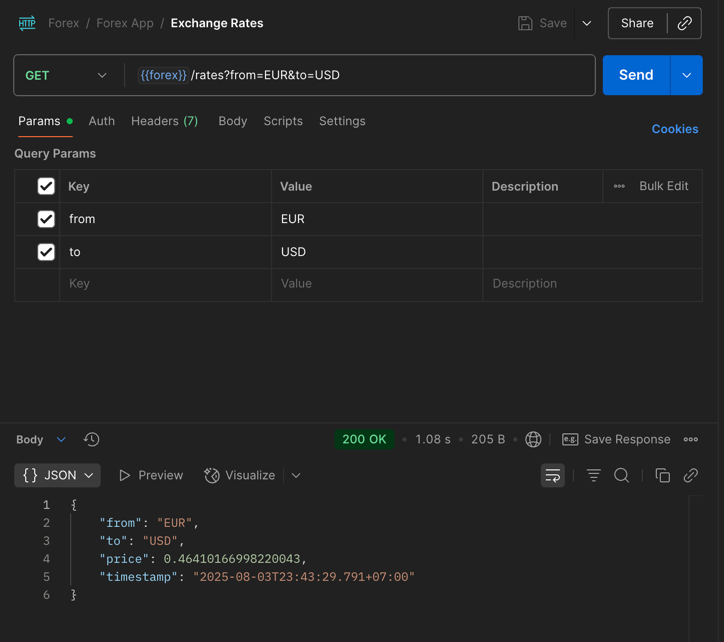 HTTP Forex / Forex App / Exchange Rates Save Share
GET {{forex}} /rates?from=EUR&to=USD Send
Params Auth Headers (7) Body Scripts Settings
Cookies
Query Params
Key Value Description Bulk Edit
from EUR
to USD
Key Value Description
Body 200 OK 1.08 s 205 B e.g. Save Response
{} JSON Preview Visualize
1 {
2 "from": "EUR",
3 "to": "USD",
4 "price": 0.46410166998220043,
5 "timestamp": "2025-08-03T23:43:29.791+07:00"
6 }